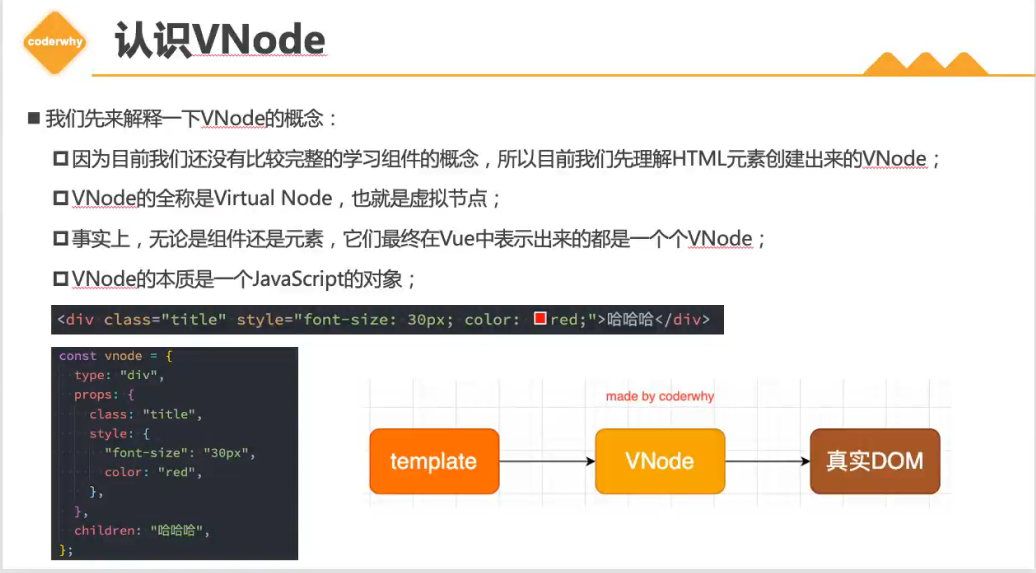 coderwhy
认识VNode
我们先来解释一下VNode的概念：
因为目前我们还没有比较完整的学习组件的概念，所以目前我们先理解HTML元素创建出来的VNode；
VNode的全称是Virtual Node，也就是虚拟节点；
事实上，无论是组件还是元素，它们最终在Vue中表示出来的都是一个个VNode；
VNode的本质是一个JavaScript的对象；
<div class="title" style="font-size: 30px; color: red;">哈哈哈</div>
const vnode = {
type: "div",
props: {
class: "title",
style: {
"font-size": "30px",
color: "red",
},
},
children: "哈哈哈",
};
made by coderwhy
template
VNode
真实DOM